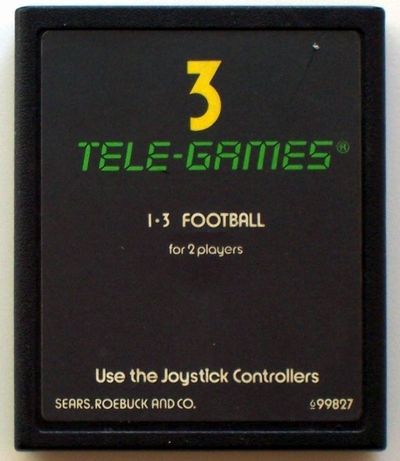 3
TELE-GAMES®
1•3 FOOTBALL
for 2 players
Use the Joystick Controllers
SEARS, ROEBUCK AND CO. 699827